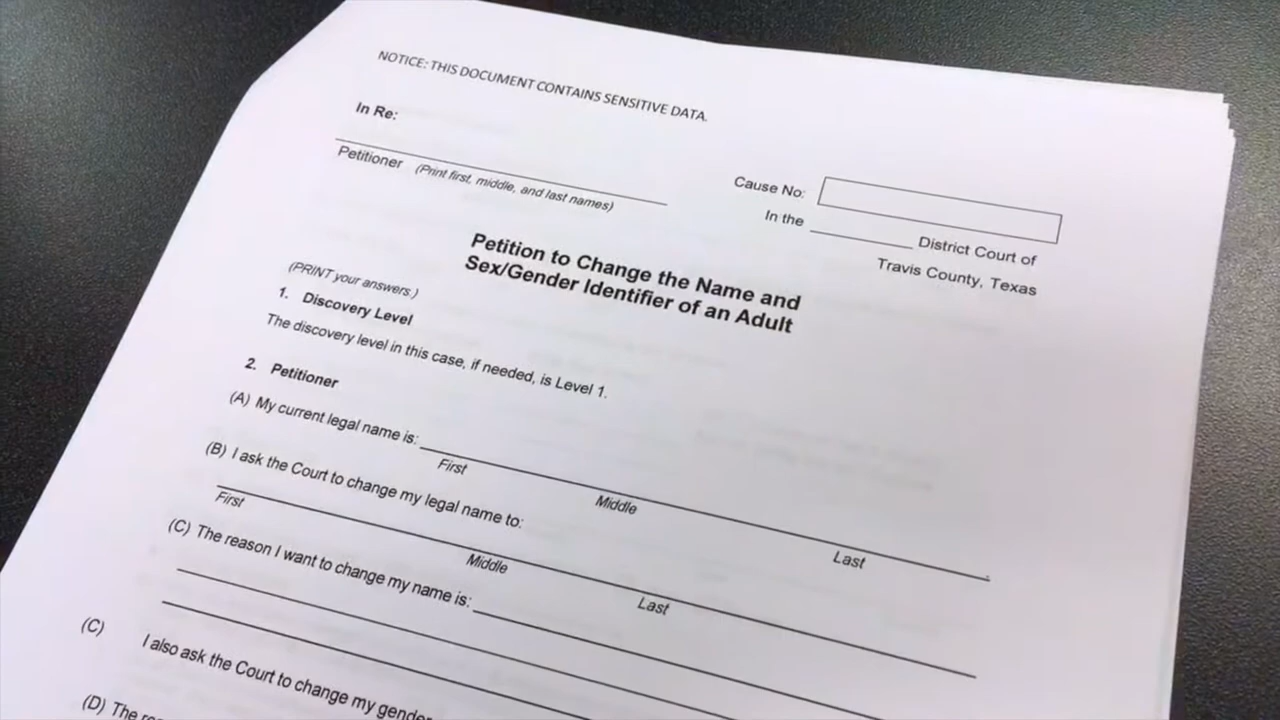 NOTICE: THIS DOCUMENT CONTAINS SENSITIVE DATA.
In Re:
Petitioner (Print first, middle, and last names)
Cause No:
In the District Court of
Travis County, Texas
Petition to Change the Name and
Sex/Gender Identifier of an Adult
(PRINT your answers.)
1. Discovery Level
The discovery level in this case, if needed, is Level 1.
2. Petitioner
(A) My current legal name is:
First Middle Last
(B) I ask the Court to change my legal name to:
First Middle Last
(C) The reason I want to change my name is:
(C) I also ask the Court to change my gender
(D) The